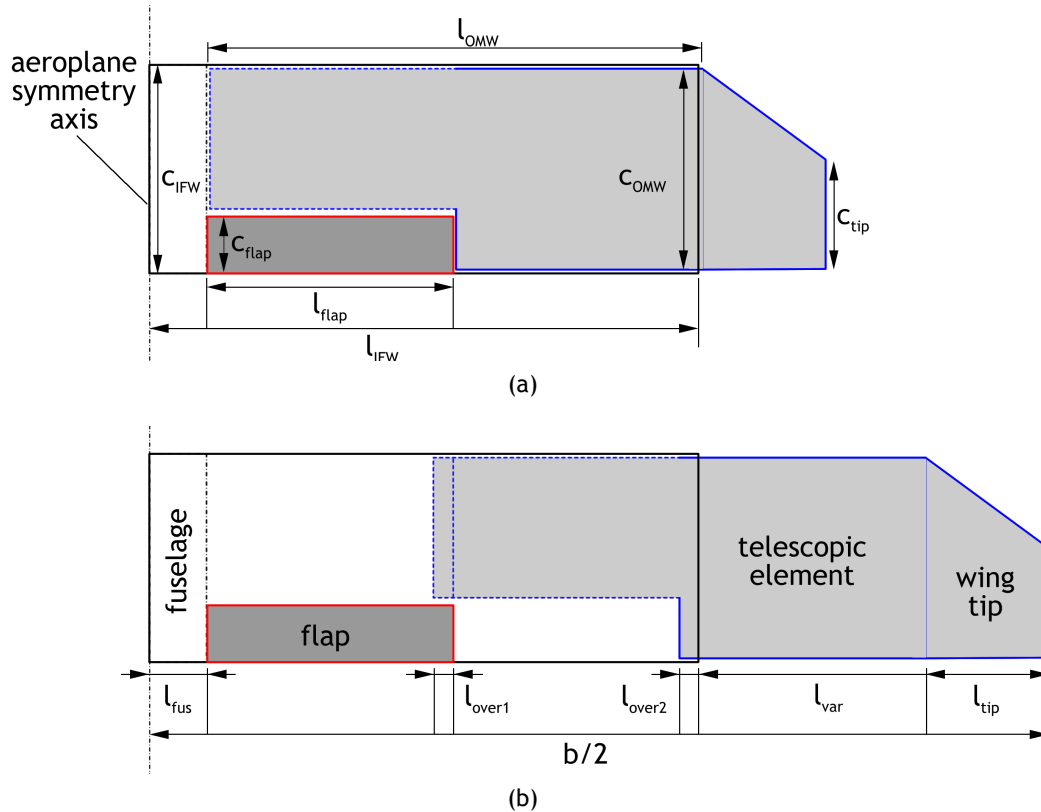 l_OMW
aeroplane
symmetry
axis
c_IFW
c_OMW
c_tip
c_flap
l_flap
l_IFW
(a)
fuselage
telescopic
element
wing
tip
flap
l_fus
l_over1
l_over2
l_var
l_tip
b/2
(b)